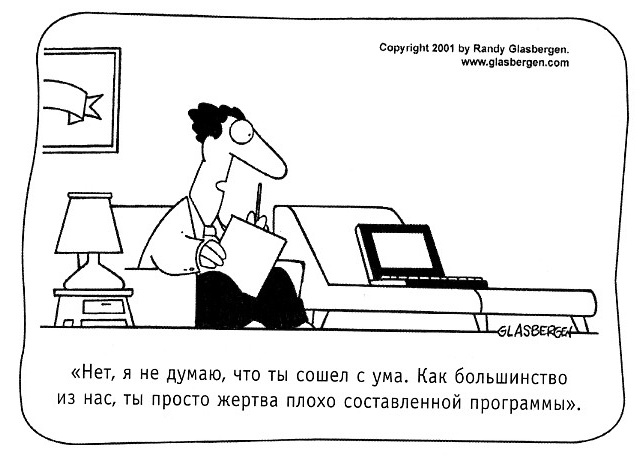 Copyright 2001 by Randy Glasbergen.
www.glasbergen.com
GLASBERGEN
«Нет, я не думаю, что ты сошел с ума. Как большинство
из нас, ты просто жертва плохо составленной программы».